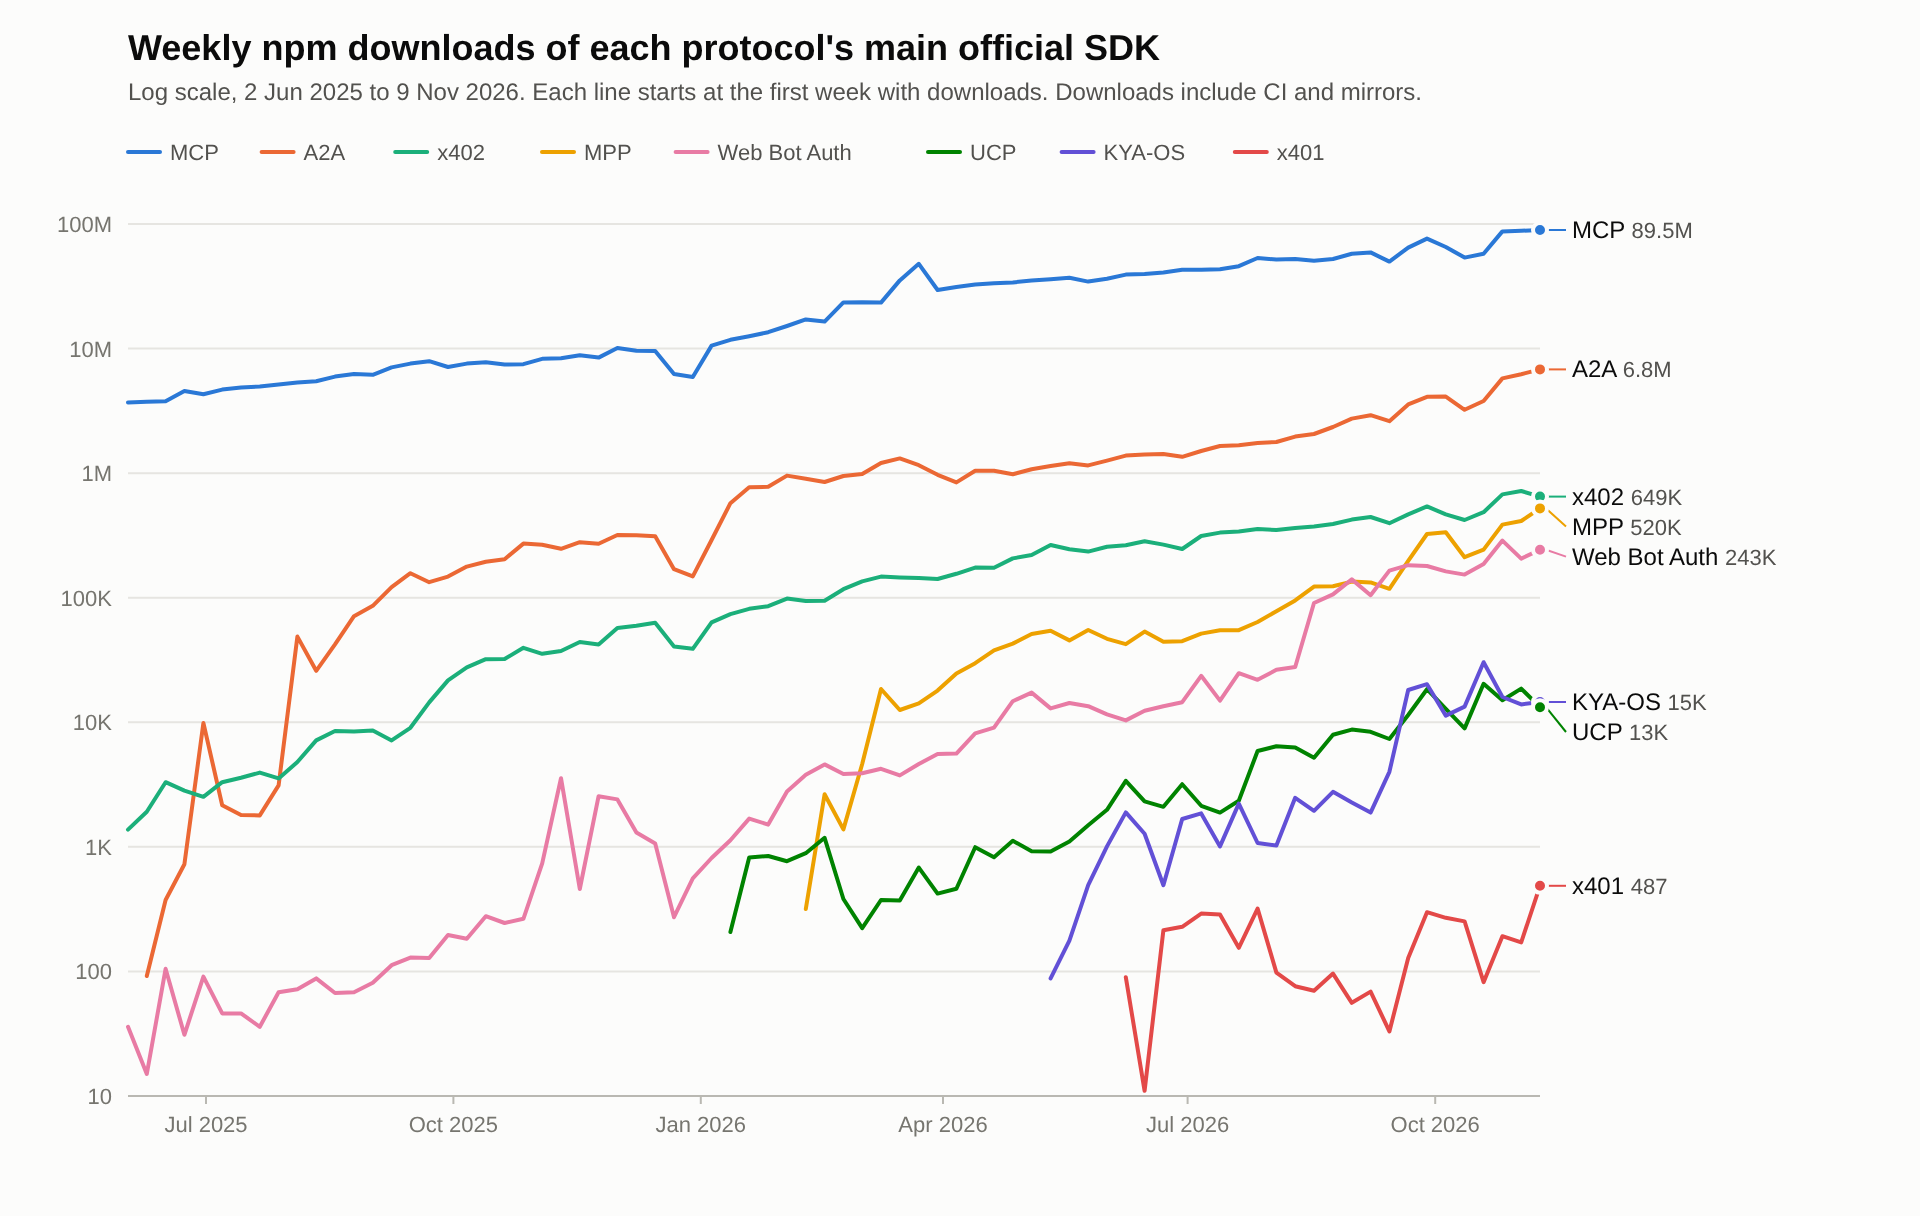 Weekly npm downloads of each protocol's main official SDK
Log scale, 2 Jun 2025 to 9 Nov 2026. Each line starts at the first week with downloads. Downloads include CI and mirrors.
MCP A2A x402 MPP Web Bot Auth UCP KYA-OS x401
100M
MCP 89.5M
10M
A2A 6.8M
1M
x402 649K
MPP 520K
Web Bot Auth 243K
100K
KYA-OS 15K
10K
UCP 13K
1K
x401 487
100
10
Jul 2025 Oct 2025 Jan 2026 Apr 2026 Jul 2026 Oct 2026